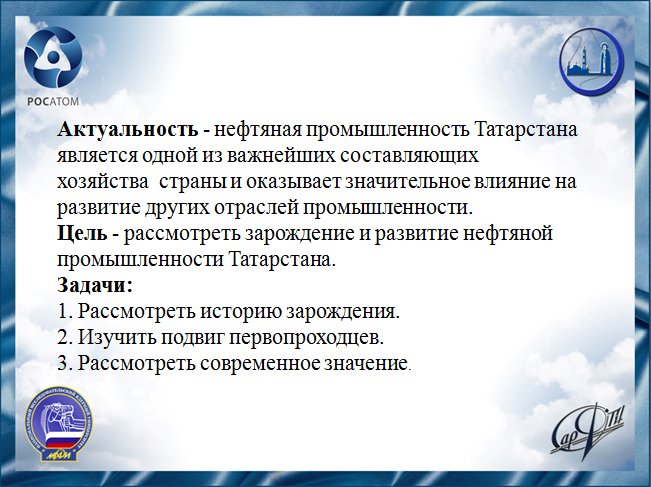 РОСАТОМ
Актуальность - нефтяная промышленность Татарстана
является одной из важнейших составляющих
хозяйства  страны и оказывает значительное влияние на
развитие других отраслей промышленности.
Цель - рассмотреть зарождение и развитие нефтяной
промышленности Татарстана.
Задачи:
1. Рассмотреть историю зарождения.
2. Изучить подвиг первопроходцев.
3. Рассмотреть современное значение.
МИФИ
СарФТИ